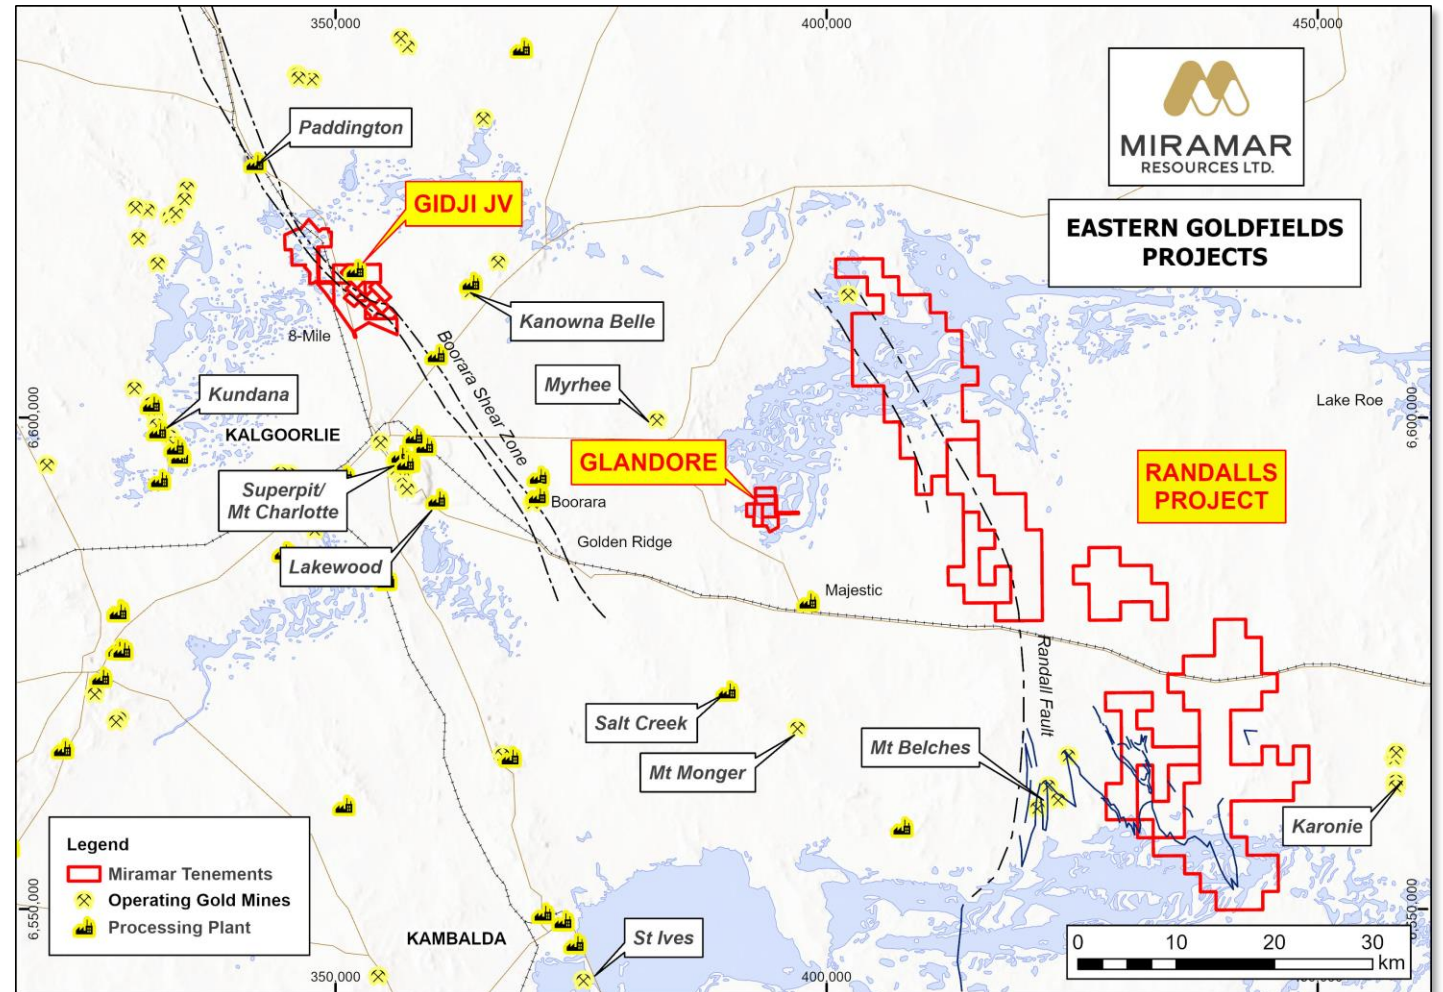 350,000
400,000
450,000
MIRAMAR
RESOURCES LTD.
EASTERN GOLDFIELDS
PROJECTS
Paddington
GIDJI JV
Kanowna Belle
8-Mile
Boorara Shear Zone
Myrhee
Kundana
KALGOORLIE
Lake Roe
6,600,000
6,600,000
GLANDORE
RANDALLS
PROJECT
Superpit/
Mt Charlotte
Boorara
Golden Ridge
Lakewood
Majestic
Randall Fault
Salt Creek
Mt Monger
Mt Belches
Karonie
Legend
Miramar Tenements
Operating Gold Mines
Processing Plant
6,550,000
KAMBALDA
St Ives
0 10 20 30
km
350,000
400,000